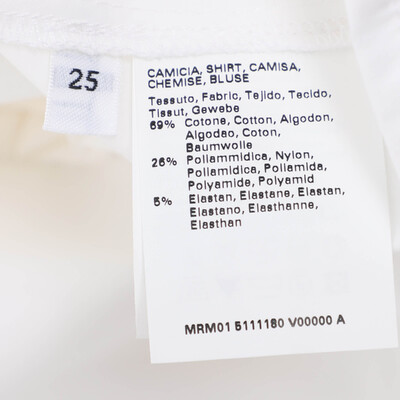 25
CAMICIA, SHIRT, CAMISA,
CHEMISE, BLUSE
Tessuto, Fabric, Tejido, Tecido,
Tissut, Gewebe
69% Cotone, Cotton, Algodon,
Algodao, Coton,
Baumwolle
26% Poliammidica, Nylon,
Poliamidica, Poliamida,
Polyamide, Polyamid
5% Elastan, Elastane, Elastan,
Elastano, Elasthanne,
Elasthan
MRM01 5111180 V00000 A